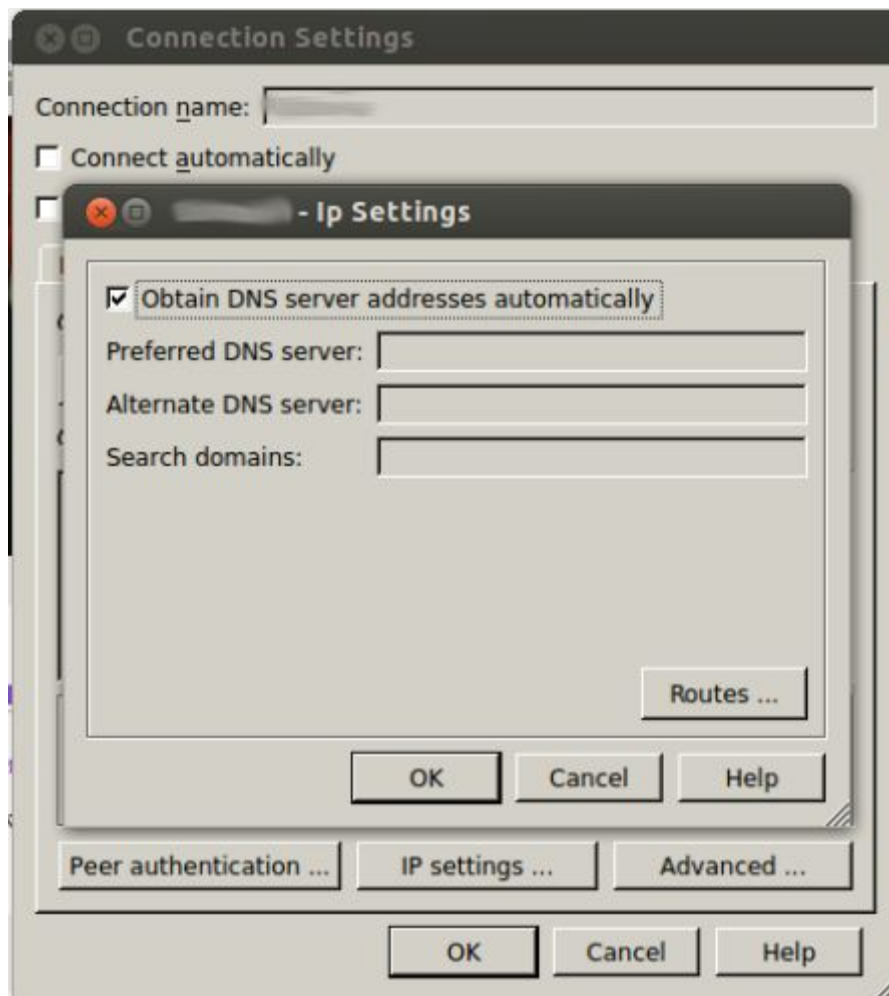 Connection Settings
Connection name:
Connect automatically
- Ip Settings
Obtain DNS server addresses automatically
Preferred DNS server:
Alternate DNS server:
Search domains:
Routes ...
OK Cancel Help
Peer authentication ... IP settings ... Advanced ...
OK Cancel Help